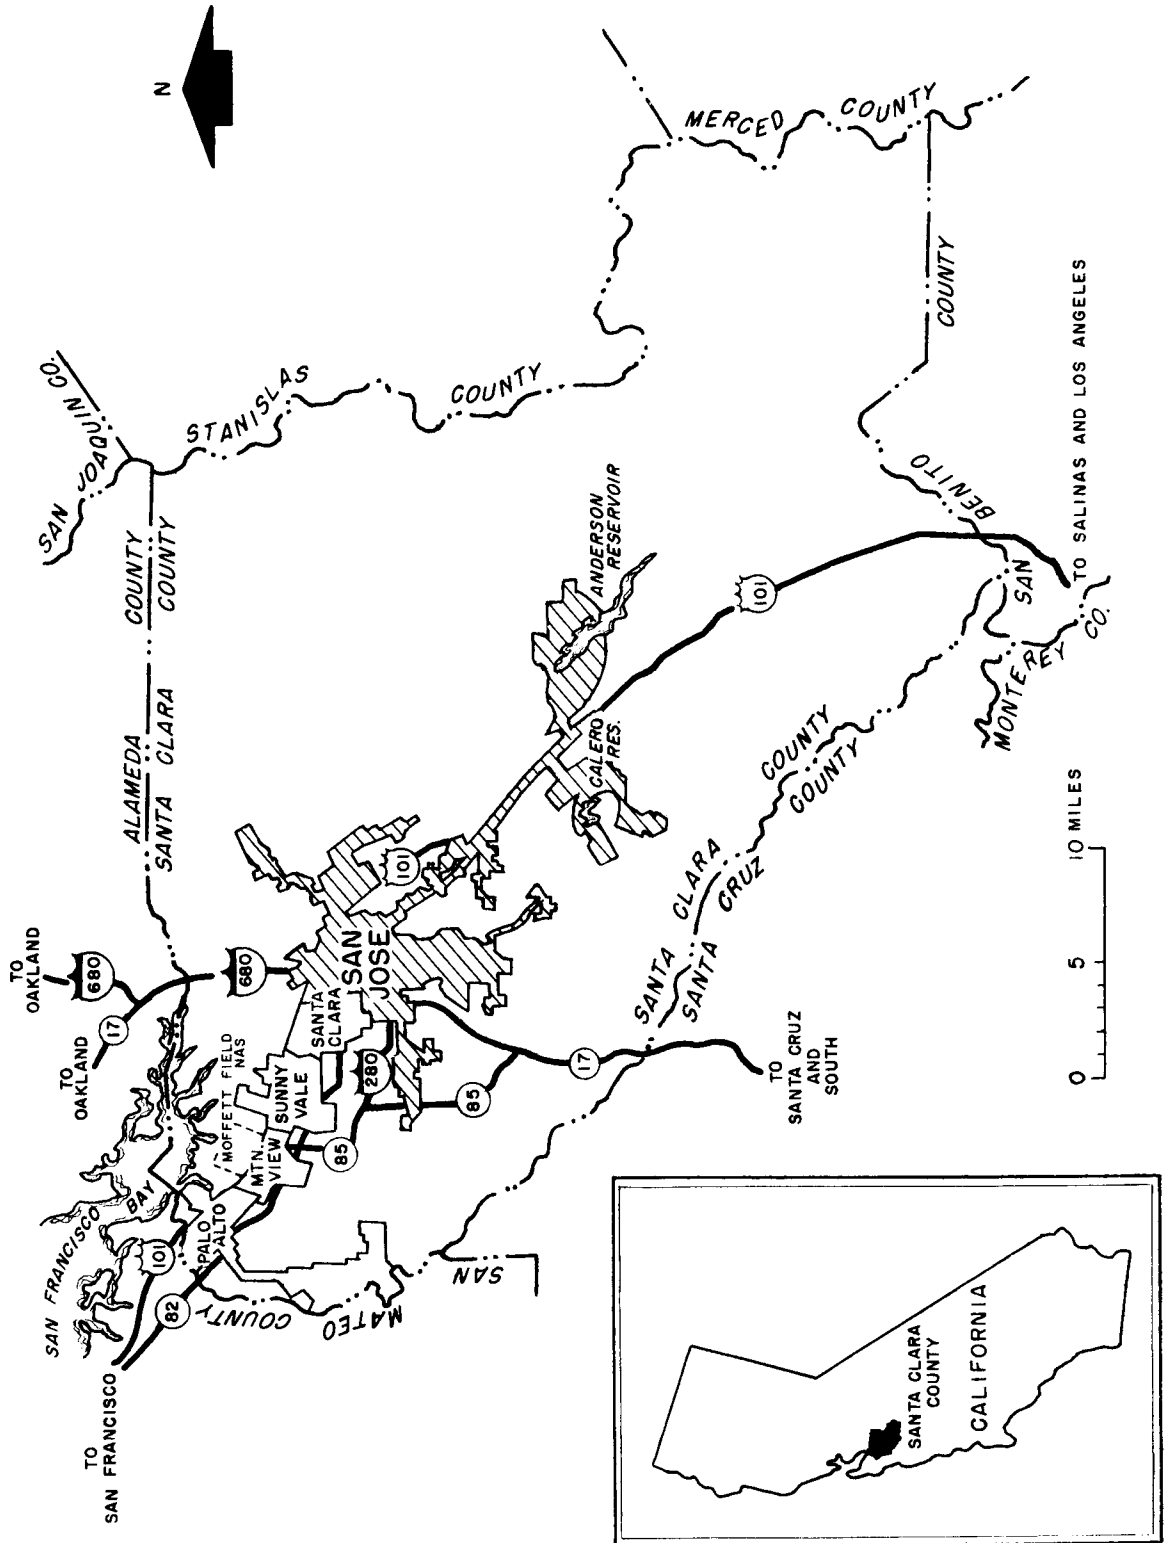 N
TO
OAKLAND
680
17
TO
OAKLAND
680
SAN JOAQUIN CO.
ALAMEDA COUNTY
SANTA CLARA COUNTY
STANISLAS COUNTY
MERCED COUNTY
SAN FRANCISCO BAY
TO
SAN FRANCISCO
101
82
PALO
ALTO
MOFFETT FIELD
NAS
MTN.
VIEW
SUNNY
VALE
SANTA
CLARA
SAN
JOSE
280
85
85
17
101
CALERO
RES.
ANDERSON
RESERVOIR
101
SAN MATEO COUNTY
SANTA CLARA COUNTY
SANTA CRUZ COUNTY
TO
SANTA CRUZ
AND
SOUTH
SAN BENITO COUNTY
MONTEREY CO.
TO SALINAS AND LOS ANGELES
0 5 10 MILES
SANTA CLARA
COUNTY
CALIFORNIA